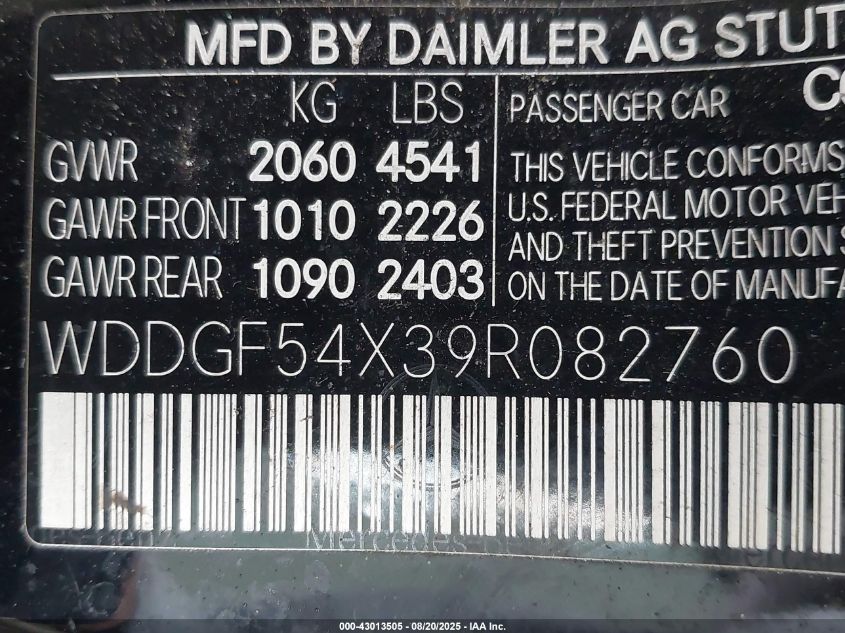 MFD BY DAIMLER AG STUT
KG LBS PASSENGER CAR
GVWR 2060 4541 THIS VEHICLE CONFORMS
GAWR FRONT 1010 2226 U.S. FEDERAL MOTOR VEH
AND THEFT PREVENTION S
GAWR REAR 1090 2403 ON THE DATE OF MANUFA
WDDGF54X39R082760
000-43013505 - 08/20/2025 - IAA Inc.